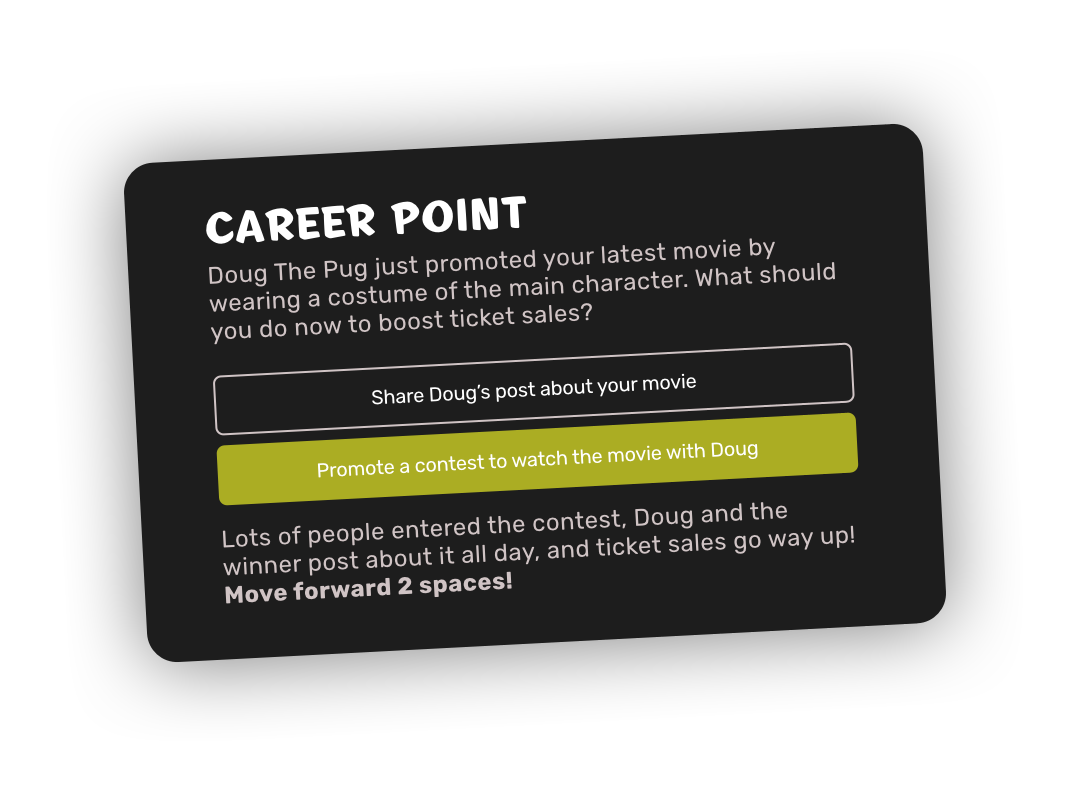 CAREER POINT
Doug The Pug just promoted your latest movie by
wearing a costume of the main character. What should
you do now to boost ticket sales?
Share Doug’s post about your movie
Promote a contest to watch the movie with Doug
Lots of people entered the contest, Doug and the
winner post about it all day, and ticket sales go way up!
Move forward 2 spaces!